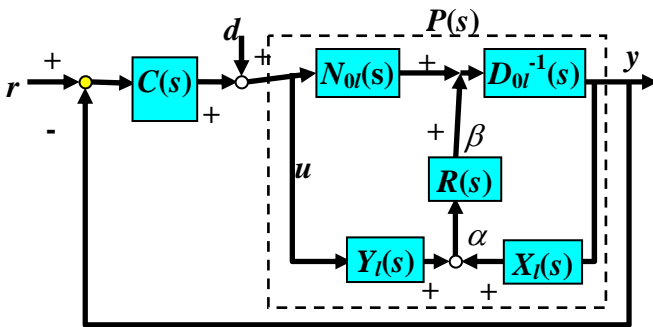 P(s)
d
+
+
r
-
C(s)
+
N₀ₗ(s)
+
D₀ₗ⁻¹(s)
y
+
β
u
R(s)
α
Yₗ(s)
+
+
Xₗ(s)